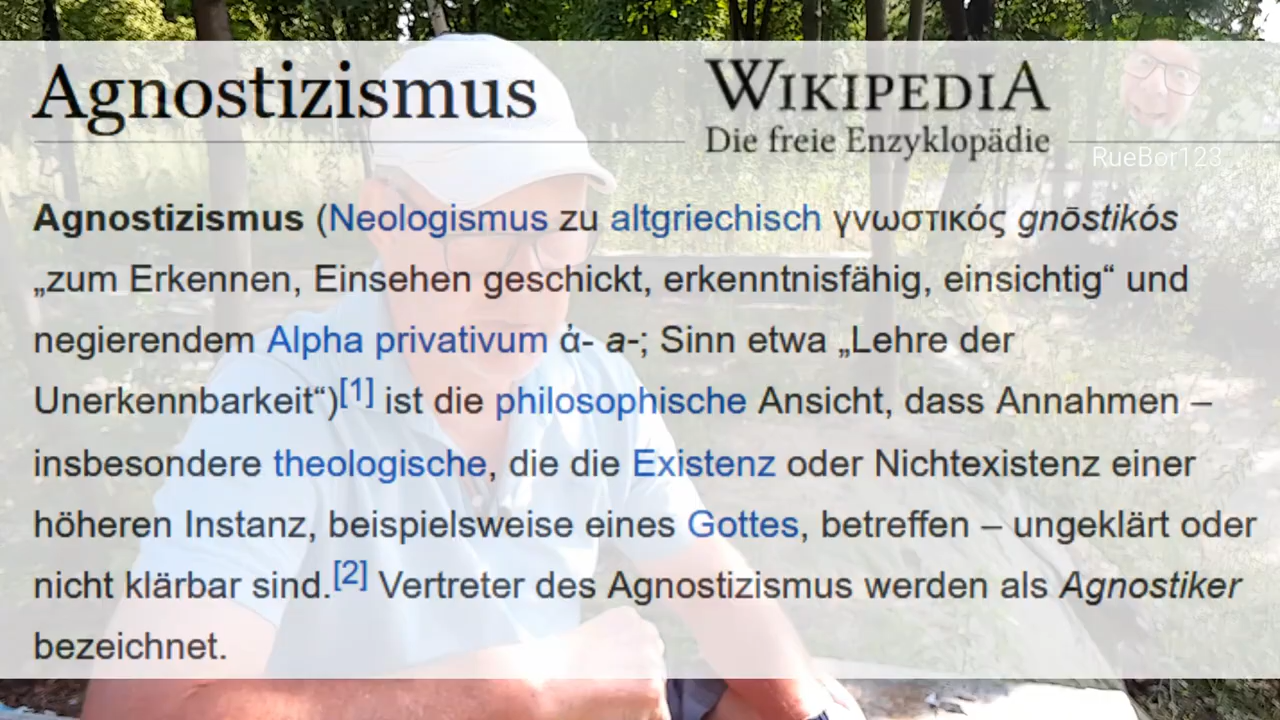 Agnostizismus
WIKIPEDIA
Die freie Enzyklopädie
RueBor123
Agnostizismus (Neologismus zu altgriechisch γνωστικός gnōstikós
„zum Erkennen, Einsehen geschickt, erkenntnisfähig, einsichtig“ und
negierendem Alpha privativum ἀ- a-; Sinn etwa „Lehre der
Unerkennbarkeit“)[1] ist die philosophische Ansicht, dass Annahmen –
insbesondere theologische, die die Existenz oder Nichtexistenz einer
höheren Instanz, beispielsweise eines Gottes, betreffen – ungeklärt oder
nicht klärbar sind.[2] Vertreter des Agnostizismus werden als Agnostiker
bezeichnet.